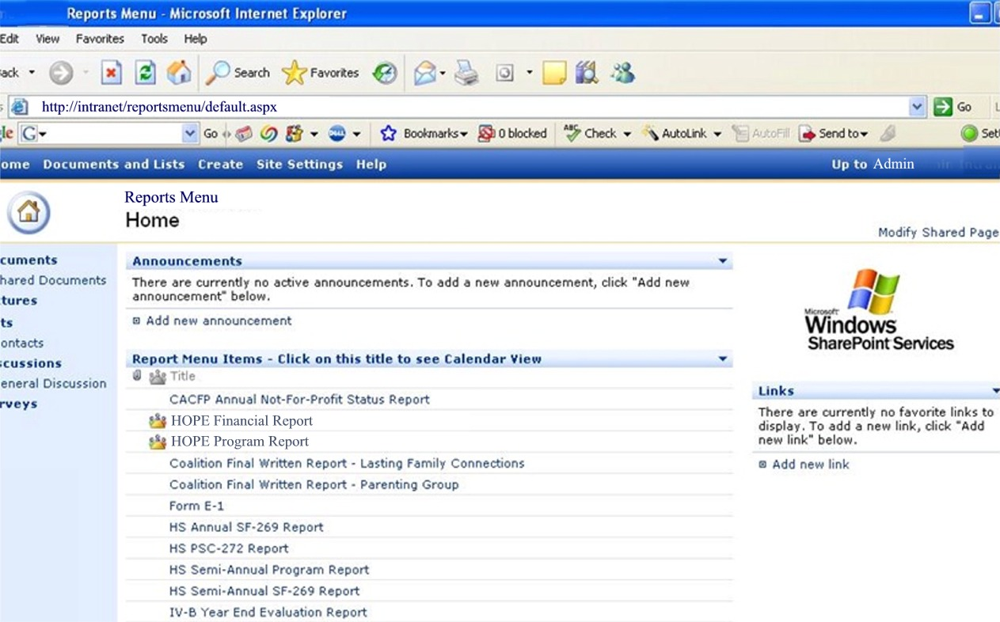 Reports Menu - Microsoft Internet Explorer
Edit View Favorites Tools Help
ack Search Favorites
http://intranet/reportsmenu/default.aspx Go
le G Go Bookmarks 0 blocked ABC Check AutoLink AutoFill Send to Sett
ome Documents and Lists Create Site Settings Help Up to Admin
Reports Menu
Home
Modify Shared Page
cuments
hared Documents
tures
ts
ontacts
scussions
eneral Discussion
rveys
Announcements
There are currently no active announcements. To add a new announcement, click "Add new
announcement" below.
Add new announcement
Report Menu Items - Click on this title to see Calendar View
Title
CACFP Annual Not-For-Profit Status Report
HOPE Financial Report
HOPE Program Report
Coalition Final Written Report - Lasting Family Connections
Coalition Final Written Report - Parenting Group
Form E-1
HS Annual SF-269 Report
HS PSC-272 Report
HS Semi-Annual Program Report
HS Semi-Annual SF-269 Report
IV-B Year End Evaluation Report
Microsoft
Windows
SharePoint Services
Links
There are currently no favorite links to
display. To add a new link, click "Add
new link" below.
Add new link